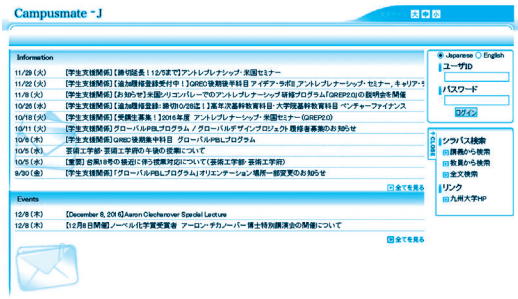 Campusmate -J
大 中 小
Information
11/29 (火) 【学生支援関係】【締切延長!12/5まで】アントレプレナーシップ・米国セミナー
11/22 (火) 【学生支援関係】【追加履修登録受付中!】QREC後期半日科目 アイデア・ラボⅡ,アントレプレナーシップ・セミナー,キャリア・デ
11/8 (火) 【学生支援関係】【お知らせ】米国シリコンバレーでのアントレプレナーシップ研修プログラム「QREP2.0」の説明会を開催
10/26 (水) 【学生支援関係】【追加履修登録:締切10/28迄!】高年次基幹教育科目・大学院基幹教育科目 ベンチャーファイナンス
10/18 (火) 【学生支援関係】【受講生募集!】2016年度 アントレプレナーシップ・米国セミナー(QREP2.0)
10/11 (火) 【学生支援関係】グローバルPBLプログラム / グローバルデザインプロジェクト 履修者募集のお知らせ
10/6 (木) 【学生支援関係】QREC後期集中科目 グローバルPBLプログラム
10/5 (水) 芸術工学部・芸術工学府の午後の授業について
10/5 (水) 【重要】台風18号の接近に伴う授業対応について(芸術工学部・芸術工学府)
9/30 (金) 【学生支援関係】「グローバルPBLプログラム」オリエンテーション場所一部変更のお知らせ
全てを見る
Events
12/8 (木) 【December 8, 2016】Aaron Ciechanover Special Lecture
12/8 (木) 【12月8日開催】ノーベル化学賞受賞者 アーロン・チカノーバー博士特別講演会の開催について
全てを見る
Japanese English
ユーザID
パスワード
ログイン
CLOSE
シラバス検索
講義から検索
教員から検索
全文検索
リンク
九州大学HP